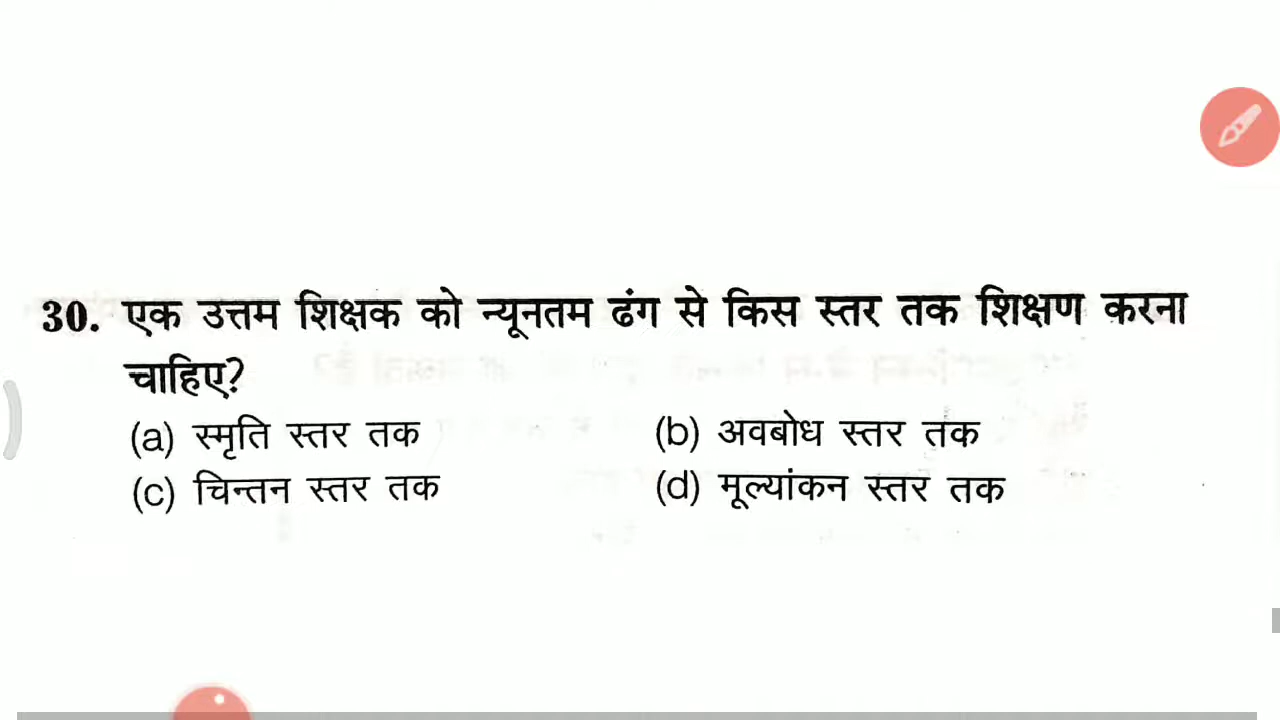 30. एक उत्तम शिक्षक को न्यूनतम ढंग से किस स्तर तक शिक्षण करना
चाहिए?
(a) स्मृति स्तर तक (b) अवबोध स्तर तक
(c) चिन्तन स्तर तक (d) मूल्यांकन स्तर तक